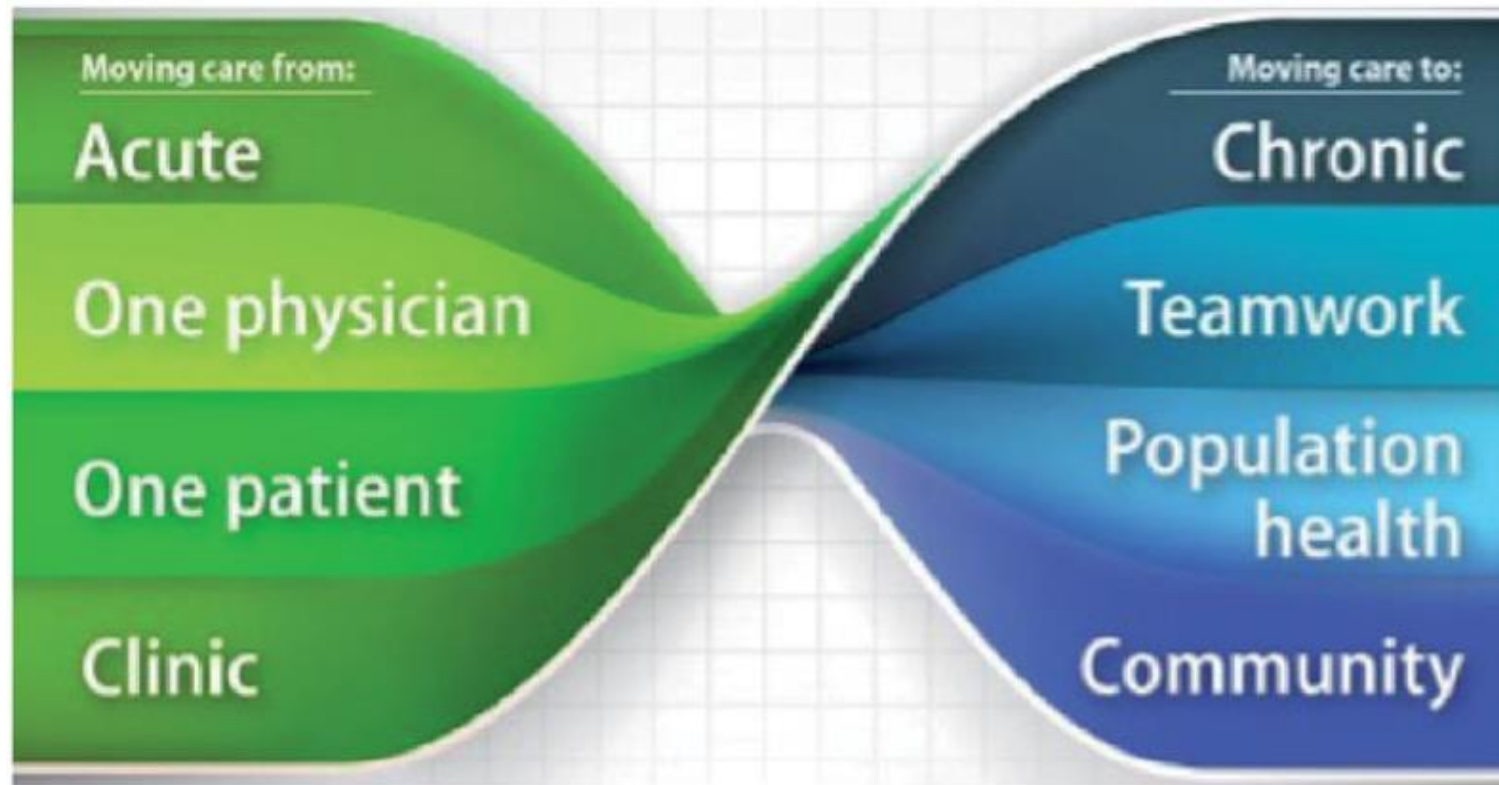 Moving care from:
Acute
One physician
One patient
Clinic
Moving care to:
Chronic
Teamwork
Population
health
Community